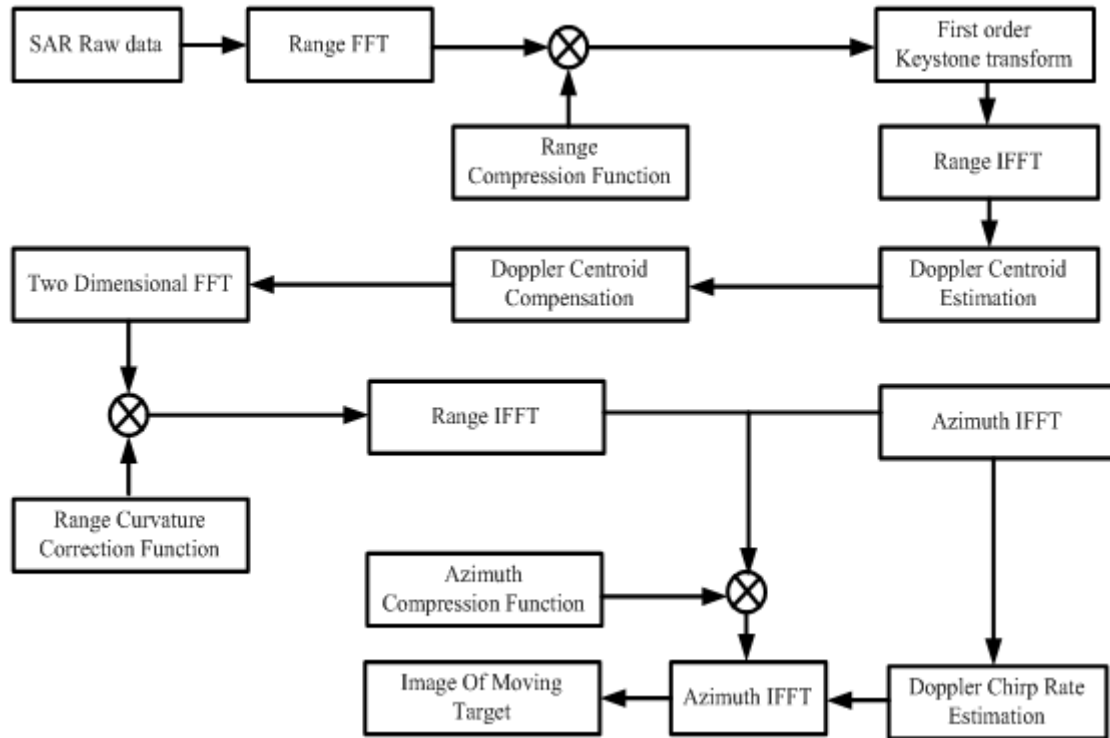 SAR Raw data
Range FFT
First order
Keystone transform
Range
Compression Function
Range IFFT
Two Dimensional FFT
Doppler Centroid
Compensation
Doppler Centroid
Estimation
Range IFFT
Azimuth IFFT
Range Curvature
Correction Function
Azimuth
Compression Function
Image Of Moving
Target
Azimuth IFFT
Doppler Chirp Rate
Estimation